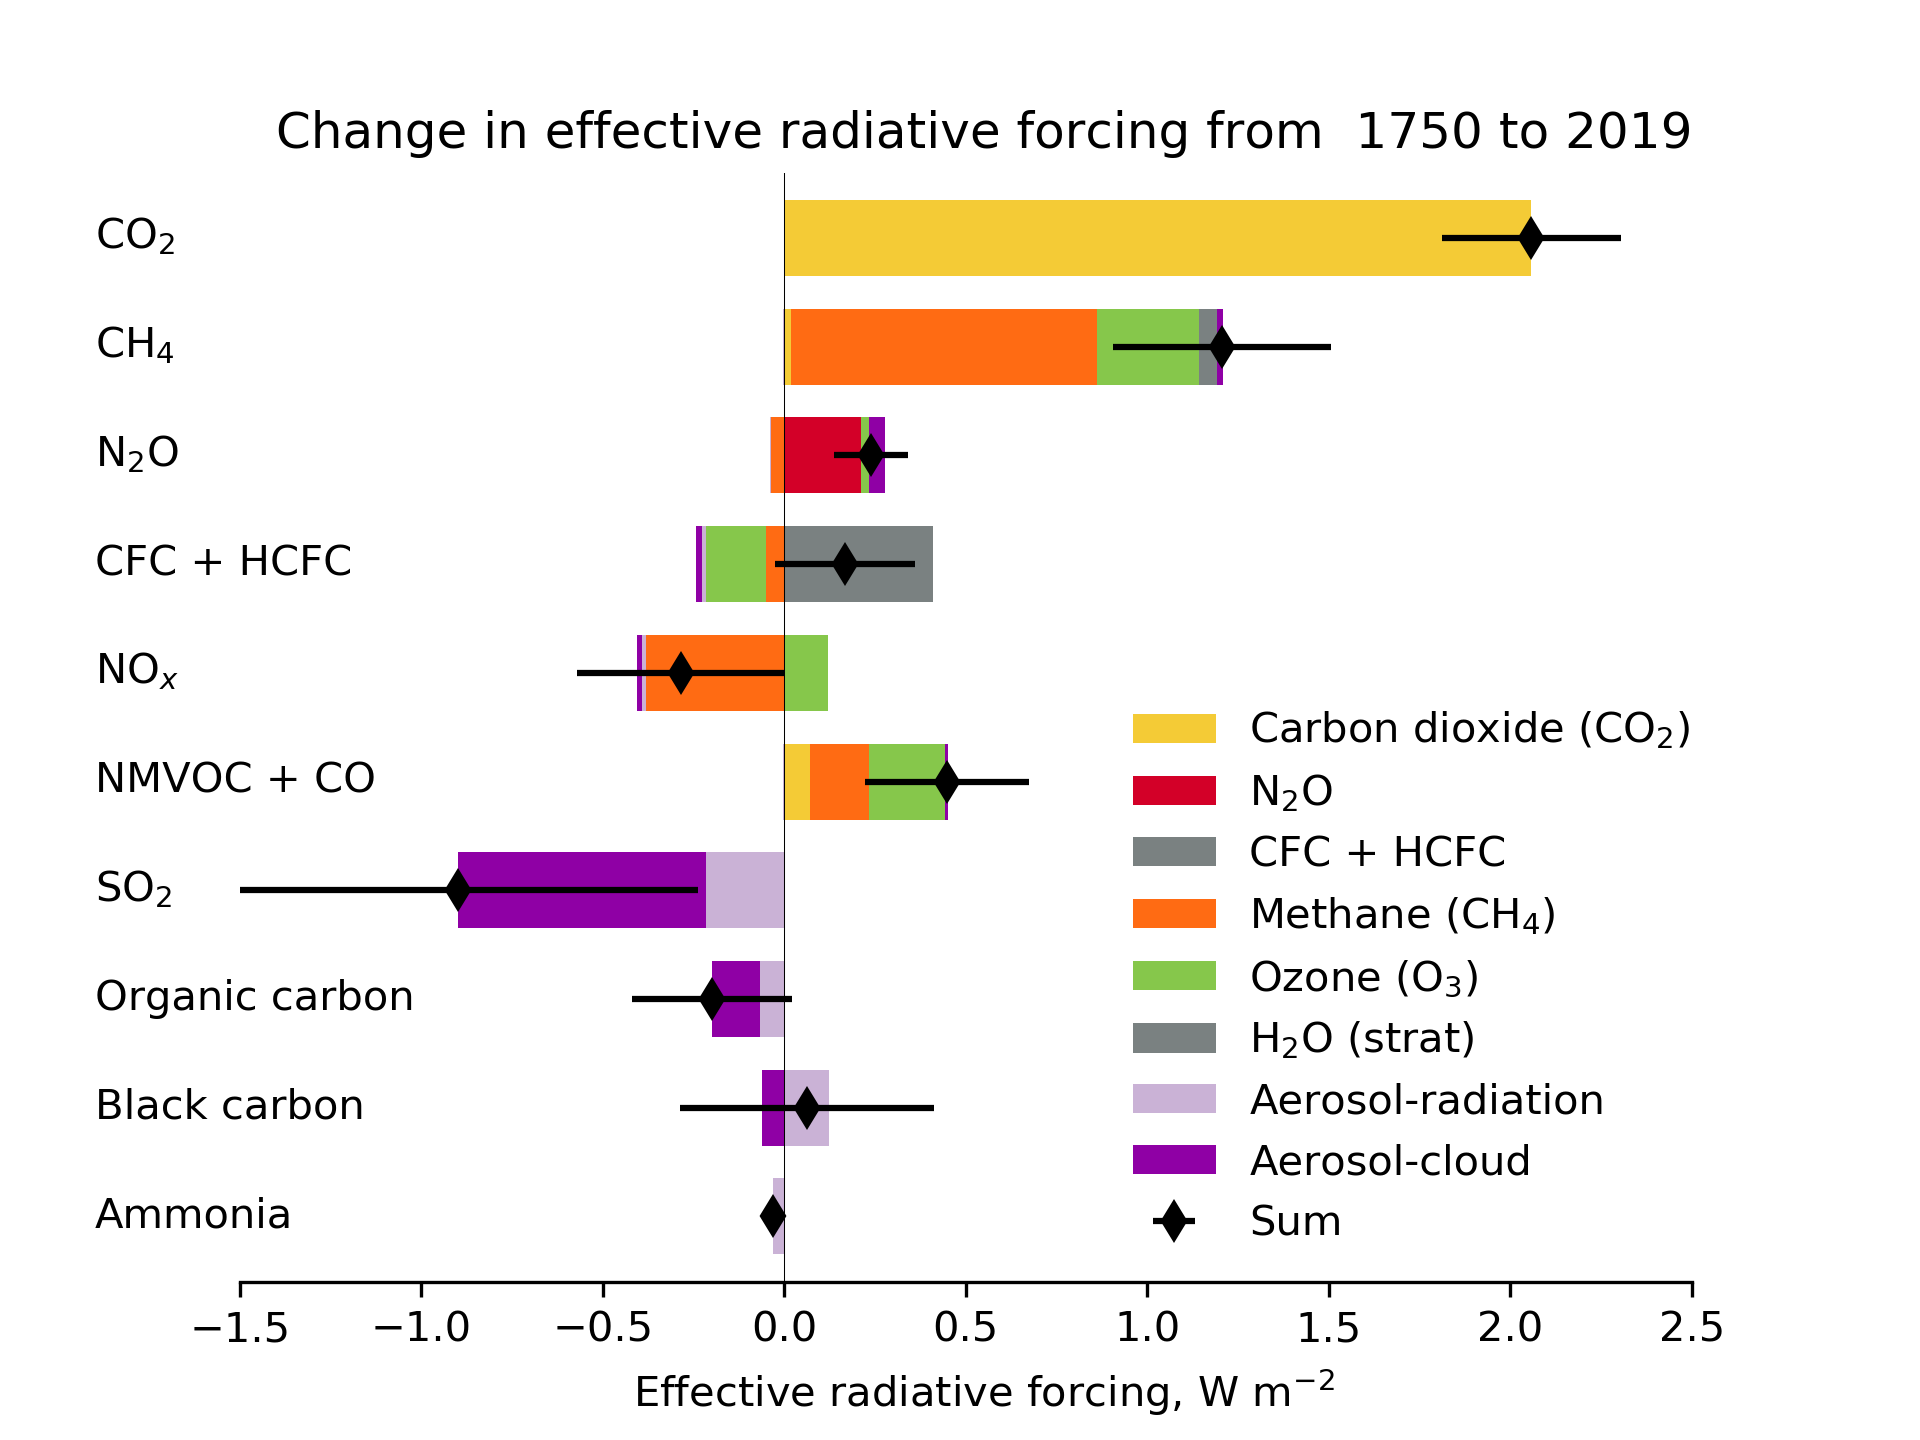 Change in effective radiative forcing from  1750 to 2019
CO₂
CH₄
N₂O
CFC + HCFC
NOₓ
NMVOC + CO
SO₂
Organic carbon
Black carbon
Ammonia
Carbon dioxide (CO₂)
N₂O
CFC + HCFC
Methane (CH₄)
Ozone (O₃)
H₂O (strat)
Aerosol-radiation
Aerosol-cloud
Sum
−1.5 −1.0 −0.5 0.0 0.5 1.0 1.5 2.0 2.5
Effective radiative forcing, W m⁻²